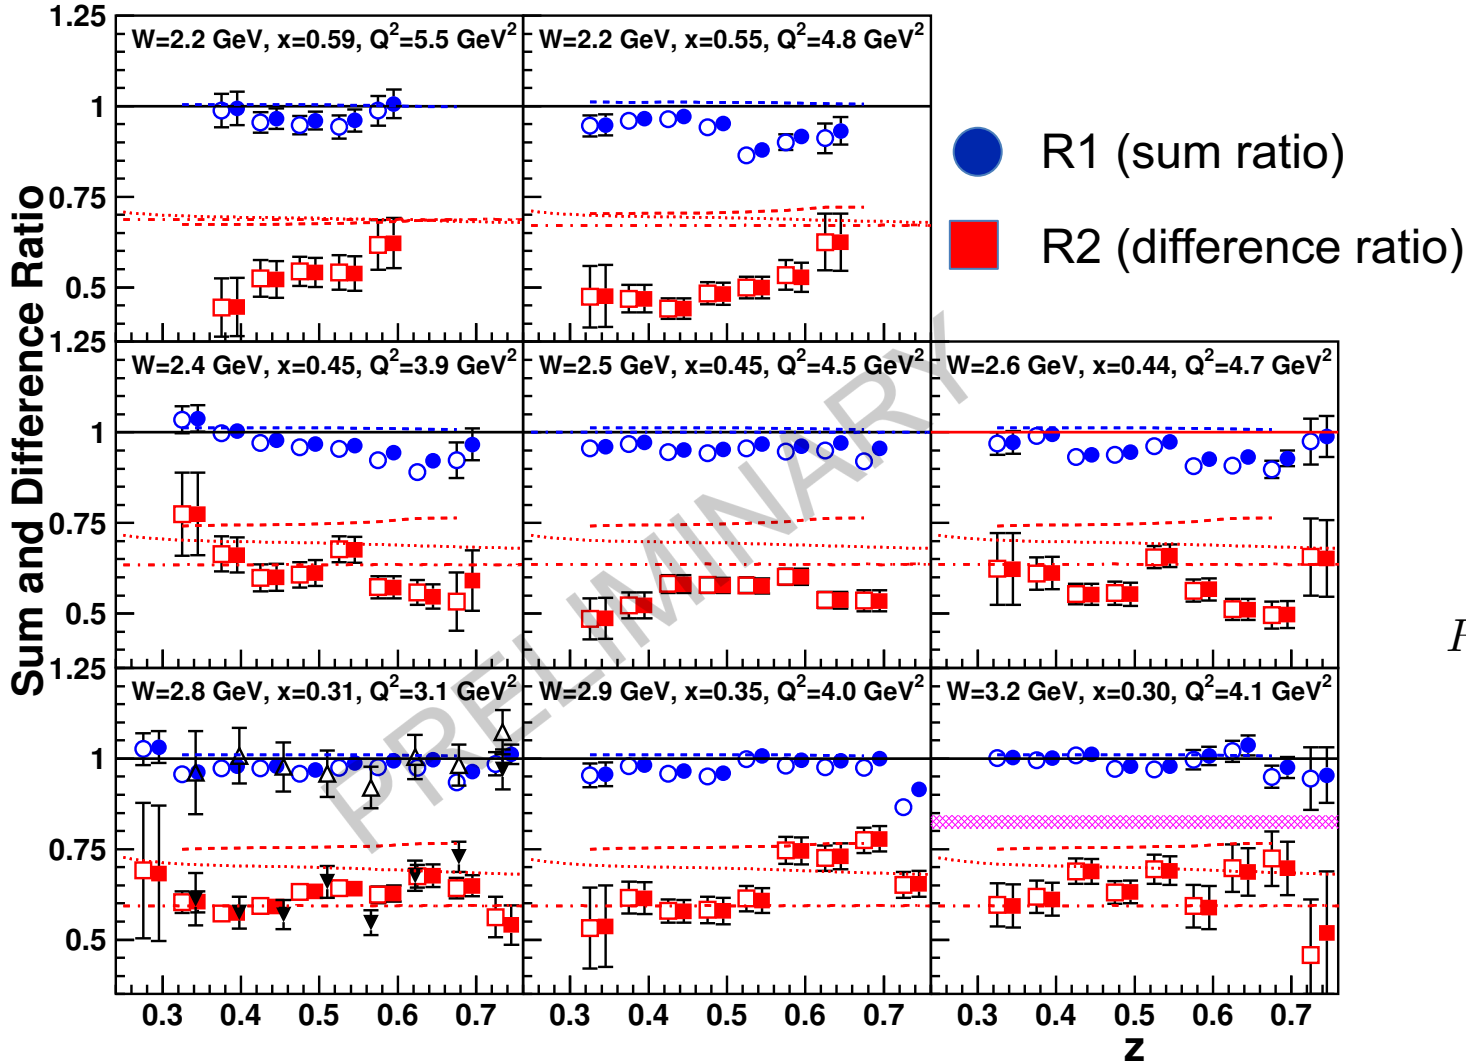 Sum and Difference Ratio
1.25
1
0.75
0.5
W=2.2 GeV, x=0.59, Q²=5.5 GeV²
W=2.2 GeV, x=0.55, Q²=4.8 GeV²
R1 (sum ratio)
R2 (difference ratio)
1.25
1
0.75
0.5
W=2.4 GeV, x=0.45, Q²=3.9 GeV²
W=2.5 GeV, x=0.45, Q²=4.5 GeV²
W=2.6 GeV, x=0.44, Q²=4.7 GeV²
1.25
1
0.75
0.5
W=2.8 GeV, x=0.31, Q²=3.1 GeV²
W=2.9 GeV, x=0.35, Q²=4.0 GeV²
W=3.2 GeV, x=0.30, Q²=4.1 GeV²
PRELIMINARY
0.3 0.4 0.5 0.6 0.7 0.3 0.4 0.5 0.6 0.7 0.3 0.4 0.5 0.6 0.7
z